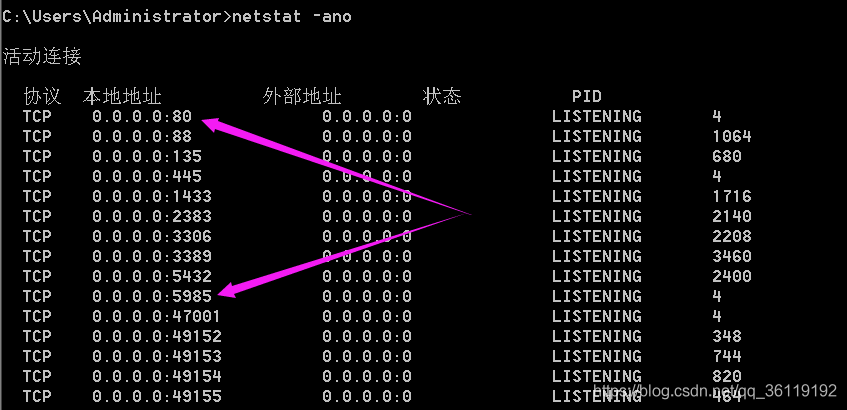 C:\Users\Administrator>netstat -ano
活动连接
协议 本地地址 外部地址 状态 PID
TCP 0.0.0.0:80 0.0.0.0:0 LISTENING 4
TCP 0.0.0.0:88 0.0.0.0:0 LISTENING 1064
TCP 0.0.0.0:135 0.0.0.0:0 LISTENING 680
TCP 0.0.0.0:445 0.0.0.0:0 LISTENING 4
TCP 0.0.0.0:1433 0.0.0.0:0 LISTENING 1716
TCP 0.0.0.0:2383 0.0.0.0:0 LISTENING 2140
TCP 0.0.0.0:3306 0.0.0.0:0 LISTENING 2208
TCP 0.0.0.0:3389 0.0.0.0:0 LISTENING 3460
TCP 0.0.0.0:5432 0.0.0.0:0 LISTENING 2400
TCP 0.0.0.0:5985 0.0.0.0:0 LISTENING 4
TCP 0.0.0.0:47001 0.0.0.0:0 LISTENING 4
TCP 0.0.0.0:49152 0.0.0.0:0 LISTENING 348
TCP 0.0.0.0:49153 0.0.0.0:0 LISTENING 744
TCP 0.0.0.0:49154 0.0.0.0:0 LISTENING 820
TCP 0.0.0.0:49155 0.0.0.0:0 LISTENING 464
https://blog.csdn.net/qq_36119192